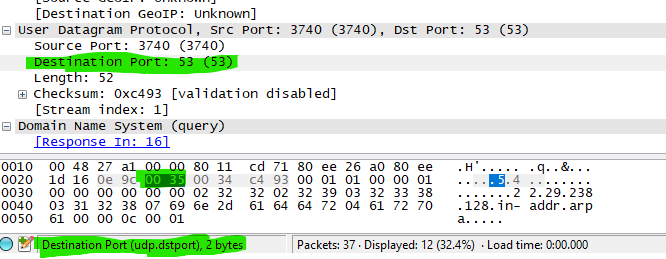 [Source GeoIP: Unknown]
[Destination GeoIP: Unknown]
User Datagram Protocol, Src Port: 3740 (3740), Dst Port: 53 (53)
Source Port: 3740 (3740)
Destination Port: 53 (53)
Length: 52
Checksum: 0xc493 [validation disabled]
[Stream index: 1]
Domain Name System (query)
[Response In: 16]
0010 00 48 27 a1 00 00 80 11 cd 71 80 ee 26 a0 80 ee .H'..... .q..&...
0020 1d 16 0e 9c 00 35 00 34 c4 93 00 01 01 00 00 01 .....5.4 ........
0030 00 00 00 00 00 00 02 32 32 02 32 39 03 32 33 38 .......2 2.29.238
0040 03 31 32 38 07 69 6e 2d 61 64 64 72 04 61 72 70 .128.in- addr.arp
0050 61 00 00 0c 00 01 a.....
Destination Port (udp.dstport), 2 bytes
Packets: 37 · Displayed: 12 (32.4%) · Load time: 0:00.000